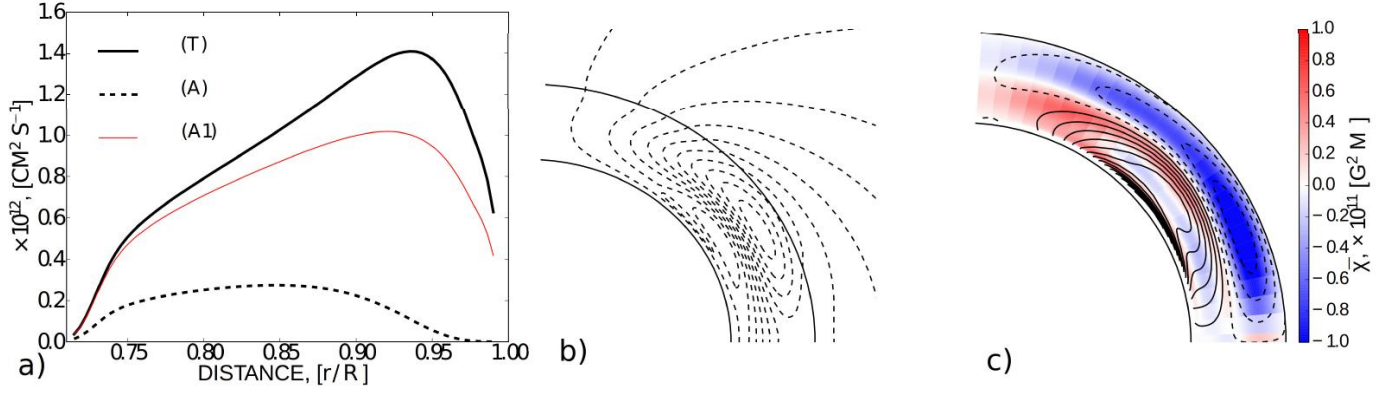 1.6
1.4
1.2
1.0
0.8
0.6
0.4
0.2
0.0
×10¹², [CM² S⁻¹]
(T)
(A)
(A1)
0.75
0.80
0.85
0.90
0.95
1.00
DISTANCE, [r/R]
a)
b)
c)
1.0
0.8
0.6
0.4
0.2
0.0
−0.2
−0.4
−0.6
−0.8
−1.0
χ̅, ×10¹¹ [G² M ]